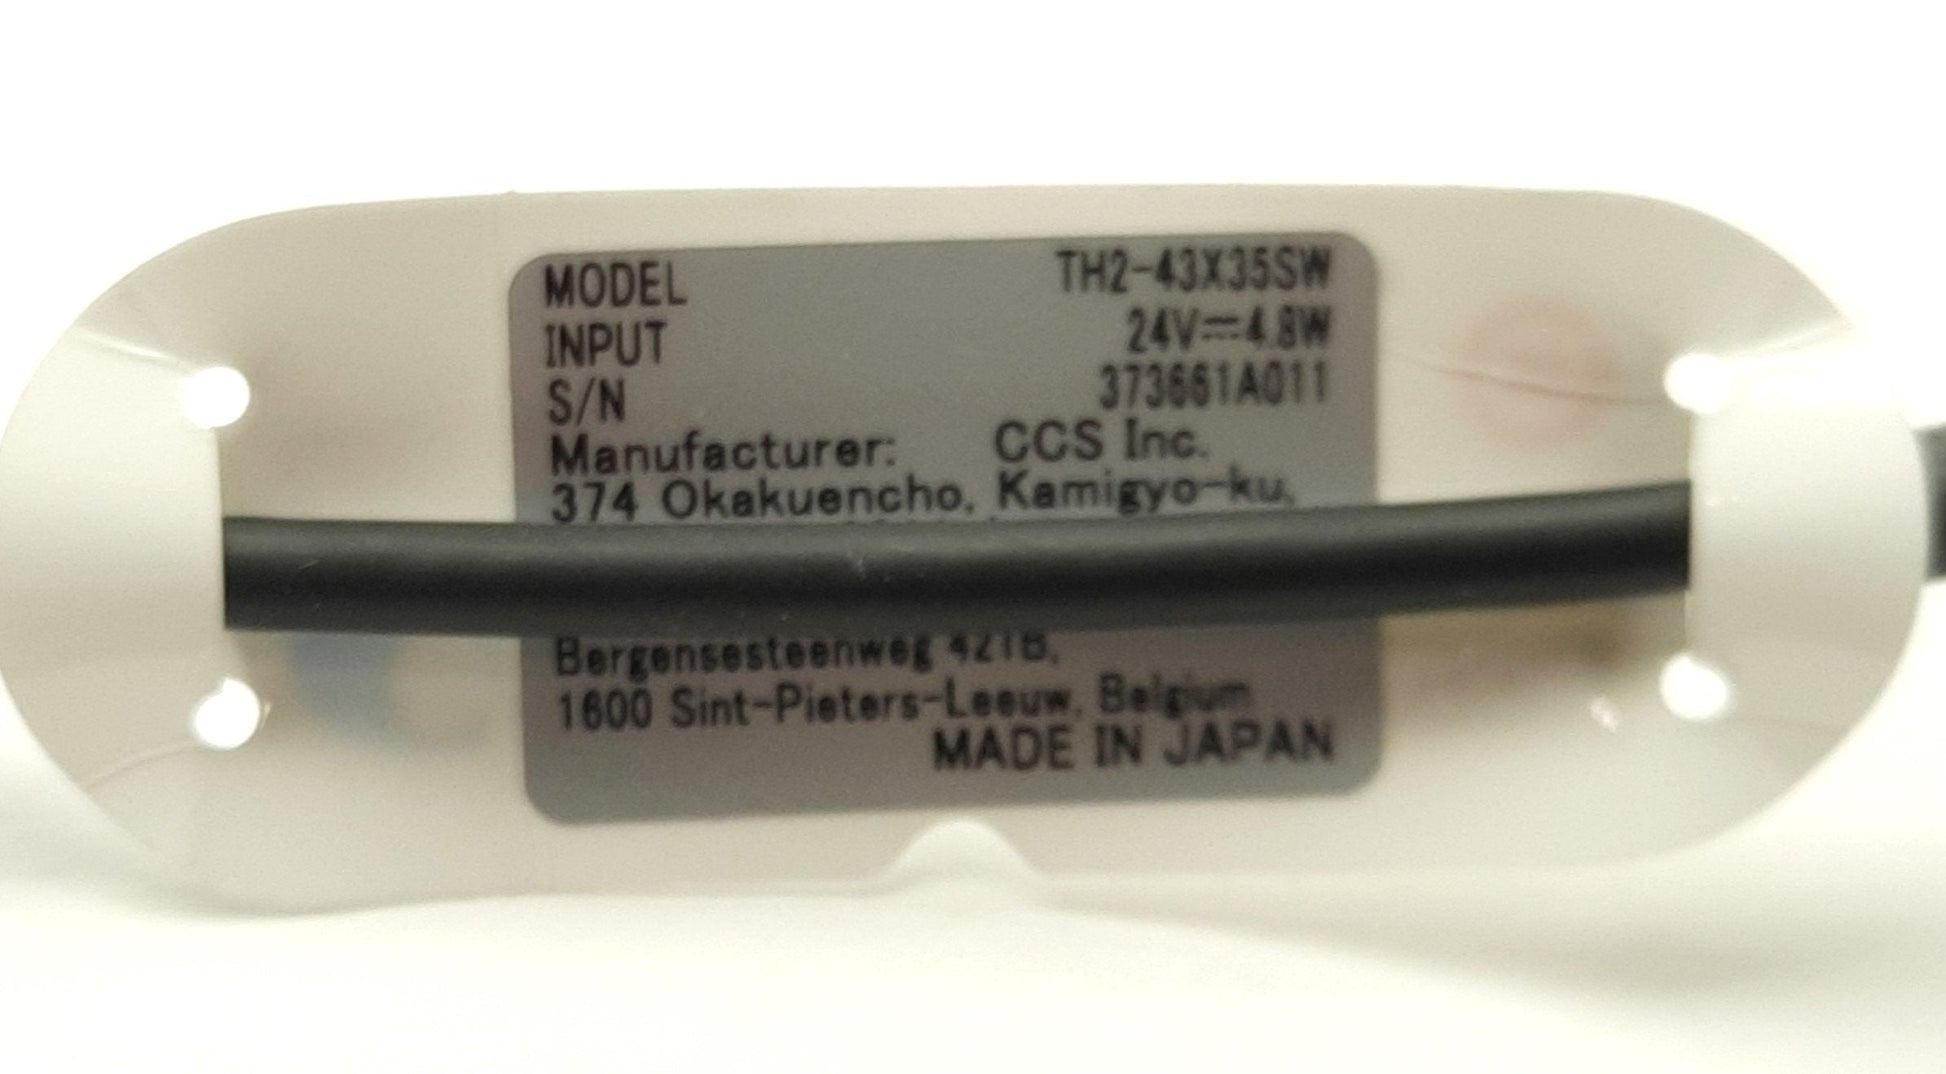 MODEL TH2-43X35SW
INPUT 24V⎓4.8W
S/N 373661A011
Manufacturer: CCS Inc.
374 Okakuencho, Kamigyo-ku,
Bergensesteenweg 421B,
1600 Sint-Pieters-Leeuw, Belgium
MADE IN JAPAN